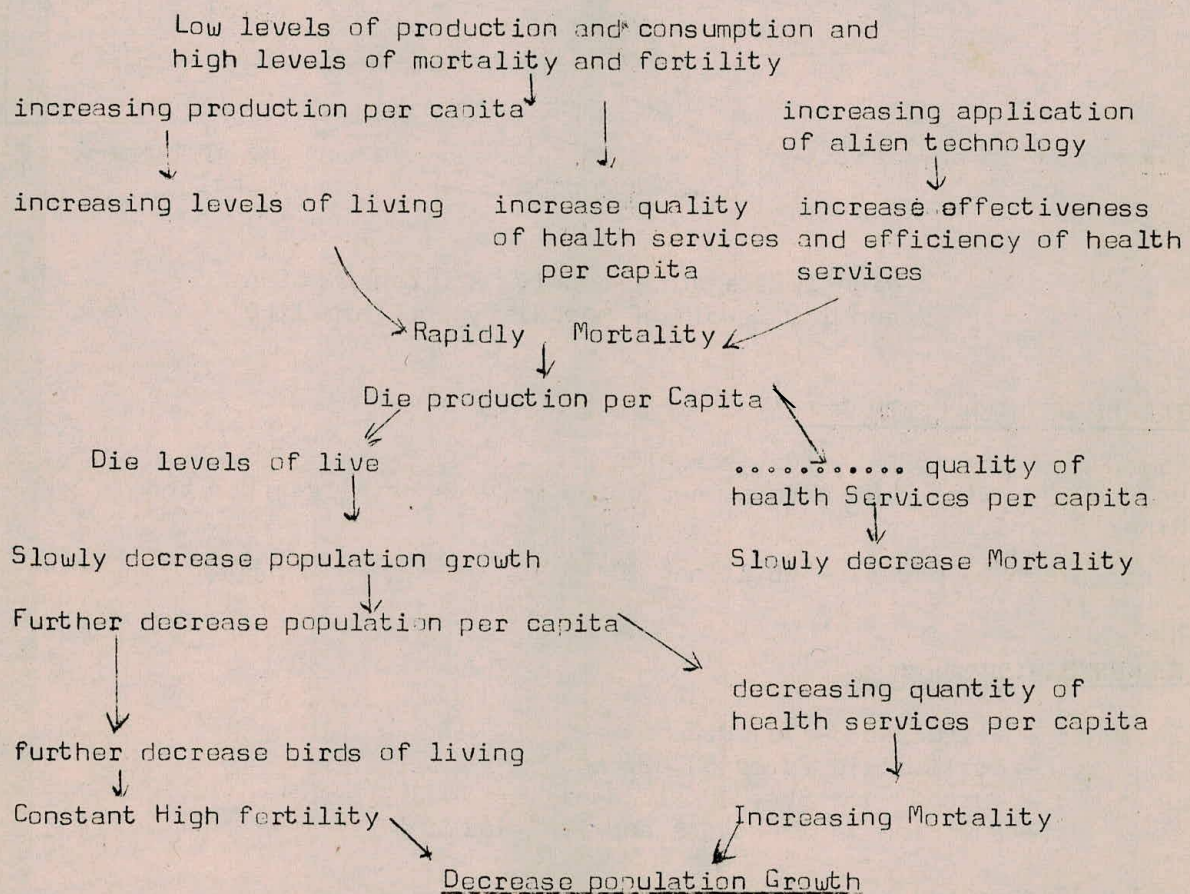 Low levels of production and consumption and
high levels of mortality and fertility
increasing production per capita
increasing application
of alien technology
increasing levels of living
increase quality
of health services
per capita
increase effectiveness
and efficiency of health
services
Rapidly Mortality
Die production per Capita
Die levels of live
........... quality of
health Services per capita
Slowly decrease population growth
Slowly decrease Mortality
Further decrease population per capita
decreasing quantity of
health services per capita
further decrease birds of living
Constant High fertility
Increasing Mortality
Decrease population Growth